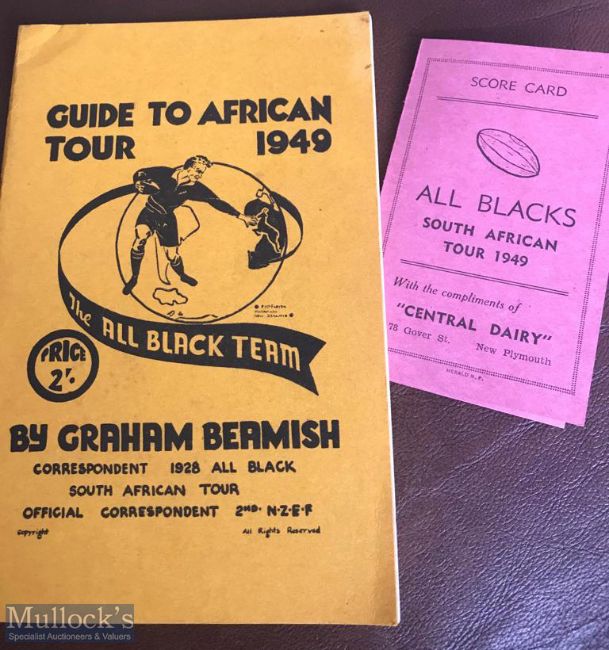 GUIDE TO AFRICAN
TOUR 1949
The ALL BLACK TEAM
PRICE
2/-
BY GRAHAM BEAMISH
CORRESPONDENT 1928 ALL BLACK
SOUTH AFRICAN TOUR
OFFICIAL CORRESPONDENT 2ND. N.Z.E.F
Copyright All Rights Reserved
SCORE CARD
ALL BLACKS
SOUTH AFRICAN
TOUR 1949
With the compliments of
"CENTRAL DAIRY"
78 Gover St. New Plymouth
HERALD N.P.
Mullock's
Specialist Auctioneers & Valuers